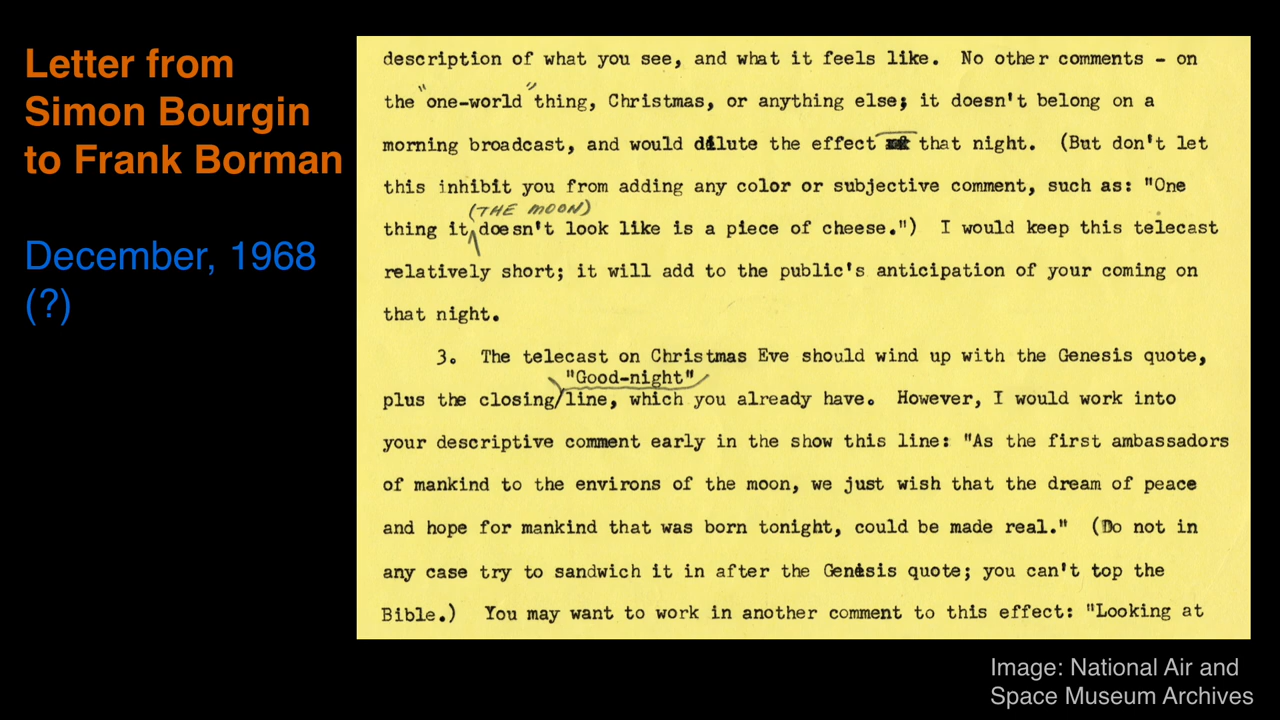 Letter from
Simon Bourgin
to Frank Borman
December, 1968
(?)
description of what you see, and what it feels like. No other comments - on
the "one-world" thing, Christmas, or anything else; it doesn't belong on a
morning broadcast, and would dilute the effect that night. (But don't let
this inhibit you from adding any color or subjective comment, such as: "One
(THE MOON)
thing it doesn't look like is a piece of cheese.") I would keep this telecast
relatively short; it will add to the public's anticipation of your coming on
that night.
3. The telecast on Christmas Eve should wind up with the Genesis quote,
"Good-night"
plus the closing/line, which you already have. However, I would work into
your descriptive comment early in the show this line: "As the first ambassadors
of mankind to the environs of the moon, we just wish that the dream of peace
and hope for mankind that was born tonight, could be made real." (Do not in
any case try to sandwich it in after the Genesis quote; you can't top the
Bible.) You may want to work in another comment to this effect: "Looking at
Image: National Air and
Space Museum Archives